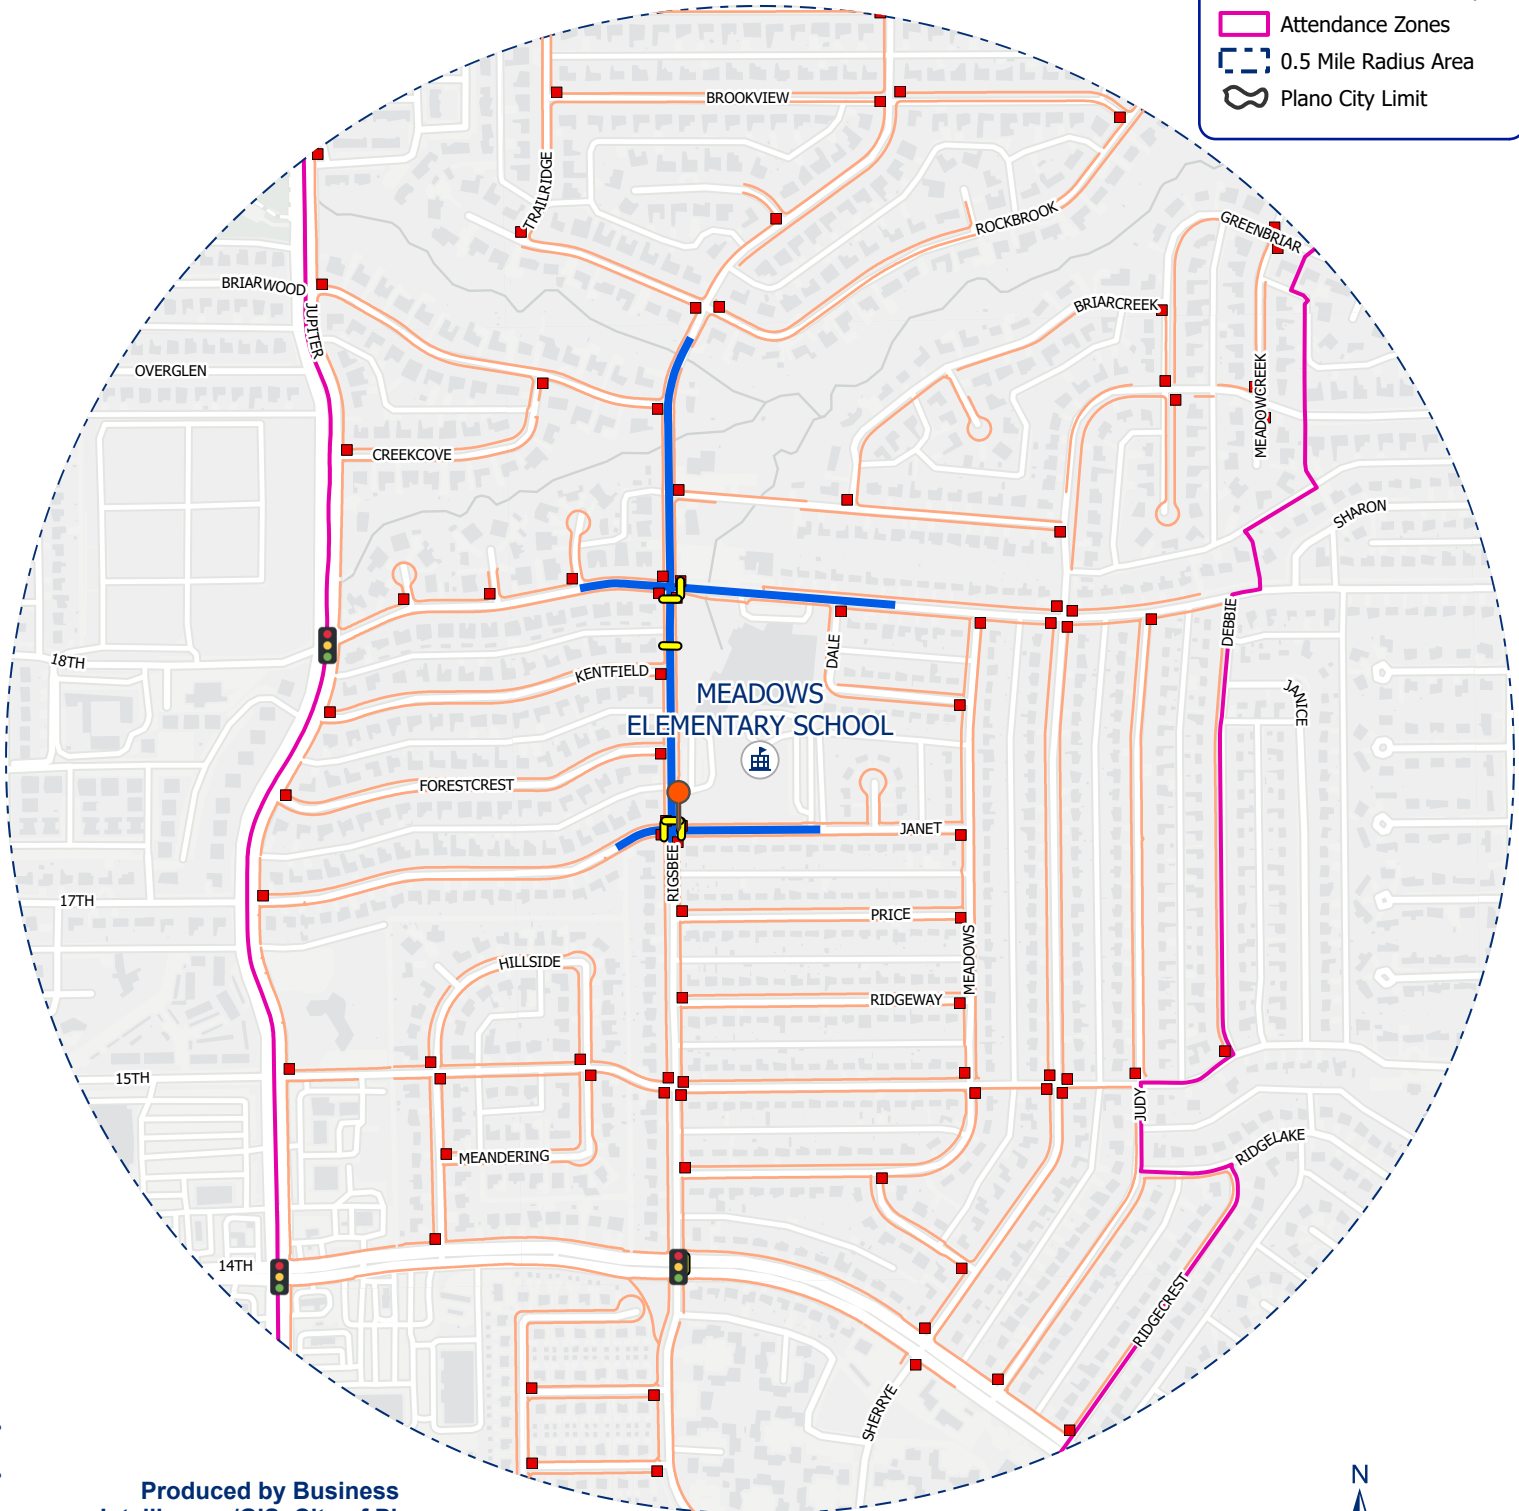 Attendance Zones
0.5 Mile Radius Area
Plano City Limit
BROOKVIEW
TRAILRIDGE
ROCKBROOK
GREENBRIAR
BRIARWOOD
JUPITER
BRIARCREEK
OVERGLEN
MEADOWCREEK
CREEKCOVE
SHARON
DEBBIE
DALE
18TH
KENTFIELD
JANICE
MEADOWS
ELEMENTARY SCHOOL
FORESTCREST
JANET
RIGSBEE
17TH
PRICE
MEADOWS
HILLSIDE
RIDGEWAY
15TH
JUDY
MEANDERING
RIDGELAKE
14TH
RIDGECREST
SHERRYE
N
Produced by Business